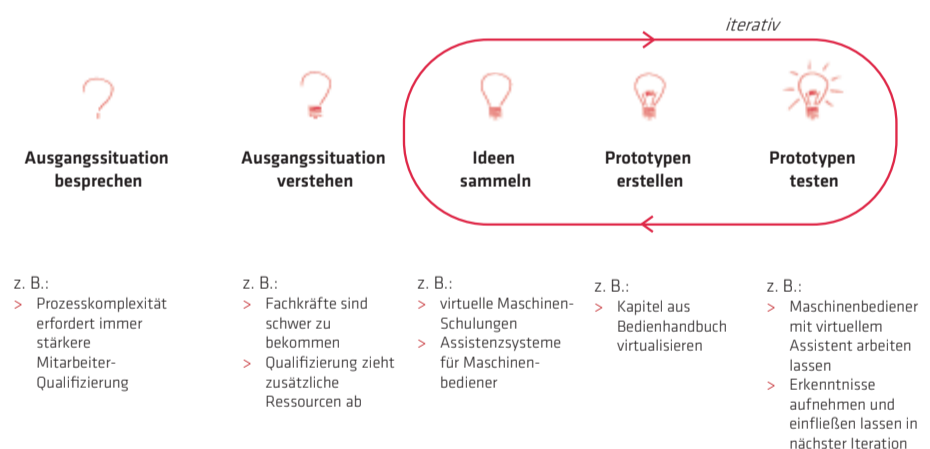 iterativ
Ausgangssituation
besprechen
Ausgangssituation
verstehen
Ideen
sammeln
Prototypen
erstellen
Prototypen
testen
z. B.:
> Prozesskomplexität
erfordert immer
stärkere
Mitarbeiter-
Qualifizierung
z. B.:
> Fachkräfte sind
schwer zu
bekommen
> Qualifizierung zieht
zusätzliche
Ressourcen ab
z. B.:
> virtuelle Maschinen-
Schulungen
> Assistenzsysteme
für Maschinen-
bediener
z. B.:
> Kapitel aus
Bedienhandbuch
virtualisieren
z. B.:
> Maschinenbediener
mit virtuellem
Assistent arbeiten
lassen
> Erkenntnisse
aufnehmen und
einfließen lassen in
nächster Iteration